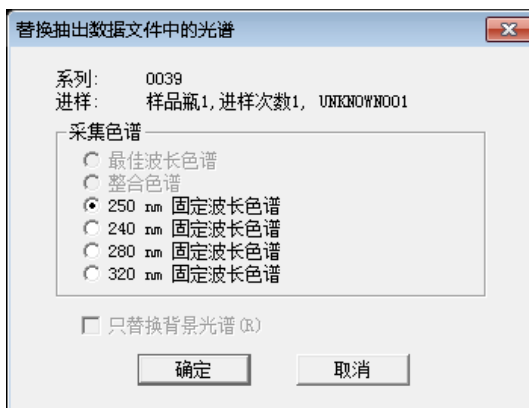 替换抽出数据文件中的光谱
系列: 0039
进样: 样品瓶1,进样次数1, UNKNOWN001
采集色谱
最佳波长色谱
整合色谱
250 nm 固定波长色谱
240 nm 固定波长色谱
280 nm 固定波长色谱
320 nm 固定波长色谱
只替换背景光谱(R)
确定 取消